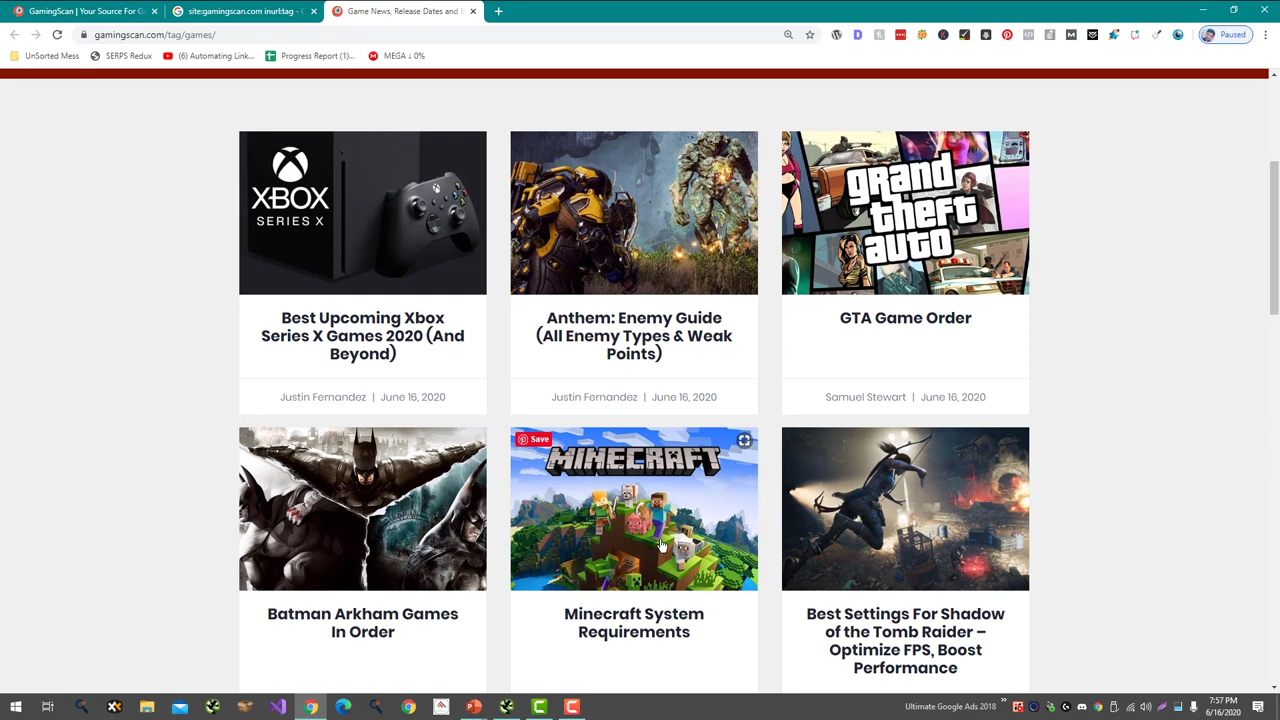 GamingScan | Your Source For G
site:gamingscan.com inurl:tag - G
Game News, Release Dates and
gamingscan.com/tag/games/
Paused
UnSorted Mess
SERPS Redux
(6) Automating Link...
Progress Report (1)...
MEGA ↓ 0%
XBOX
SERIES X
grand
theft
auto
Best Upcoming Xbox
Series X Games 2020 (And
Beyond)
Justin Fernandez | June 16, 2020
Anthem: Enemy Guide
(All Enemy Types & Weak
Points)
Justin Fernandez | June 16, 2020
GTA Game Order
Samuel Stewart | June 16, 2020
Save
MINECRAFT
Batman Arkham Games
In Order
Minecraft System
Requirements
Best Settings For Shadow
of the Tomb Raider –
Optimize FPS, Boost
Performance
Ultimate Google Ads 2018
7:57 PM
6/16/2020